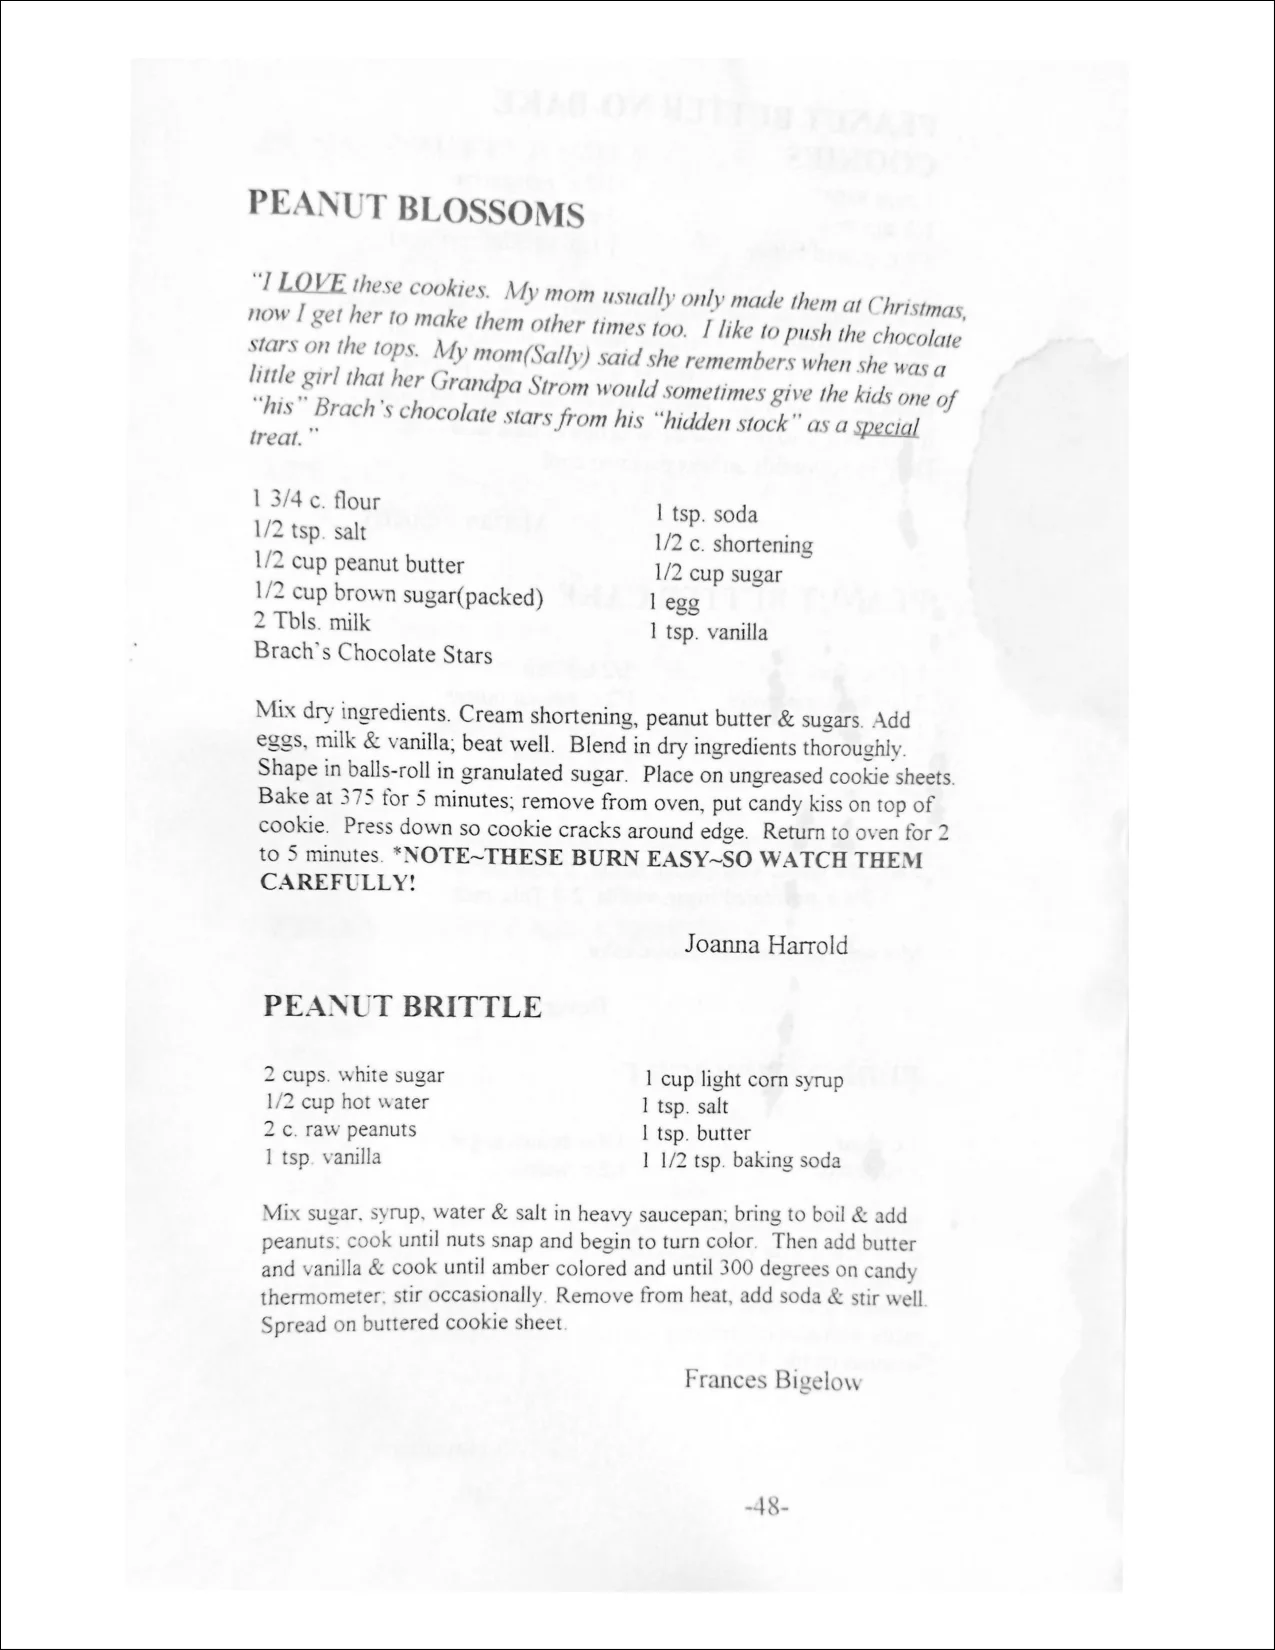 PEANUT BLOSSOMS
"I LOVE these cookies. My mom usually only made them at Christmas,
now I get her to make them other times too. I like to push the chocolate
stars on the tops. My mom(Sally) said she remembers when she was a
little girl that her Grandpa Strom would sometimes give the kids one of
"his" Brach's chocolate stars from his "hidden stock" as a special
treat."
1 3/4 c. flour
1/2 tsp. salt
1/2 cup peanut butter
1/2 cup brown sugar(packed)
2 Tbls. milk
Brach's Chocolate Stars
1 tsp. soda
1/2 c. shortening
1/2 cup sugar
1 egg
1 tsp. vanilla
Mix dry ingredients. Cream shortening, peanut butter & sugars. Add
eggs, milk & vanilla; beat well. Blend in dry ingredients thoroughly.
Shape in balls-roll in granulated sugar. Place on ungreased cookie sheets.
Bake at 375 for 5 minutes; remove from oven, put candy kiss on top of
cookie. Press down so cookie cracks around edge. Return to oven for 2
to 5 minutes. *NOTE~THESE BURN EASY~SO WATCH THEM
CAREFULLY!
Joanna Harrold
PEANUT BRITTLE
2 cups. white sugar
1/2 cup hot water
2 c. raw peanuts
1 tsp. vanilla
1 cup light corn syrup
1 tsp. salt
1 tsp. butter
1 1/2 tsp. baking soda
Mix sugar, syrup, water & salt in heavy saucepan; bring to boil & add
peanuts; cook until nuts snap and begin to turn color. Then add butter
and vanilla & cook until amber colored and until 300 degrees on candy
thermometer; stir occasionally. Remove from heat, add soda & stir well.
Spread on buttered cookie sheet.
Frances Bigelow
-48-